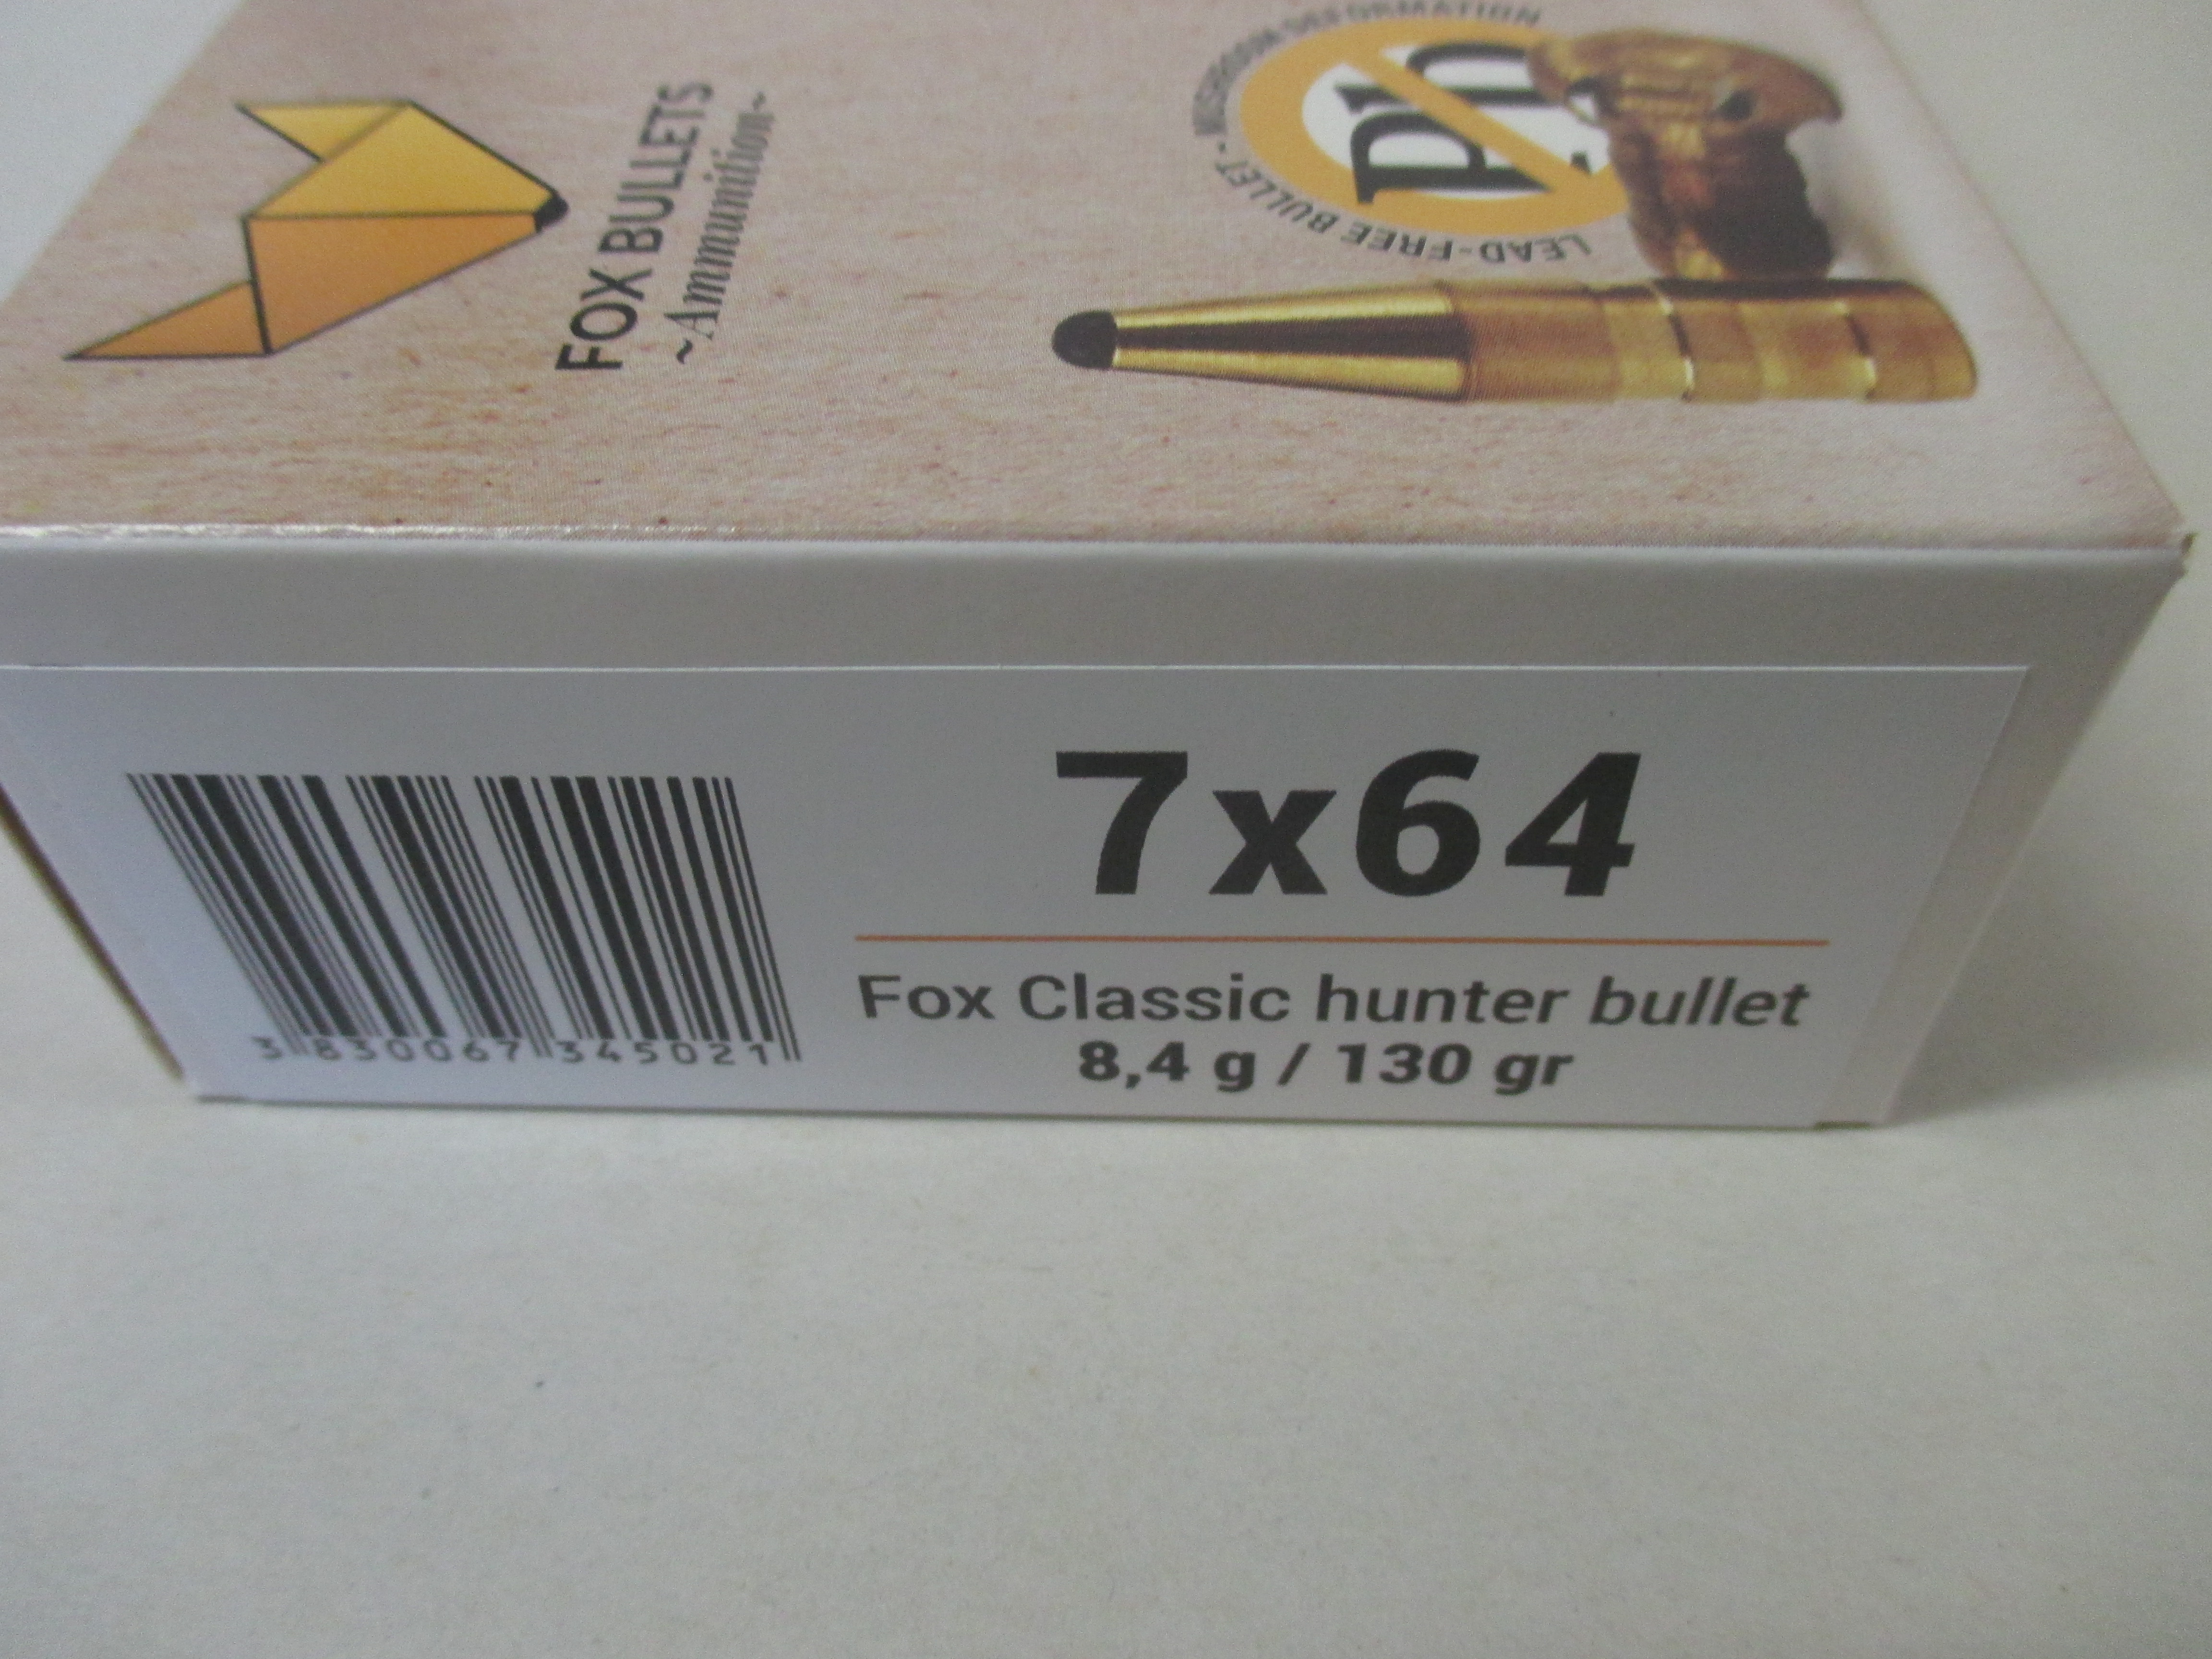 FOX BULLETS
~Ammunition~
LEAD-FREE BULLET - MUSHROOM DEFORMATION
Pb
7x64
Fox Classic hunter bullet
8,4 g / 130 gr
3 830067 345021